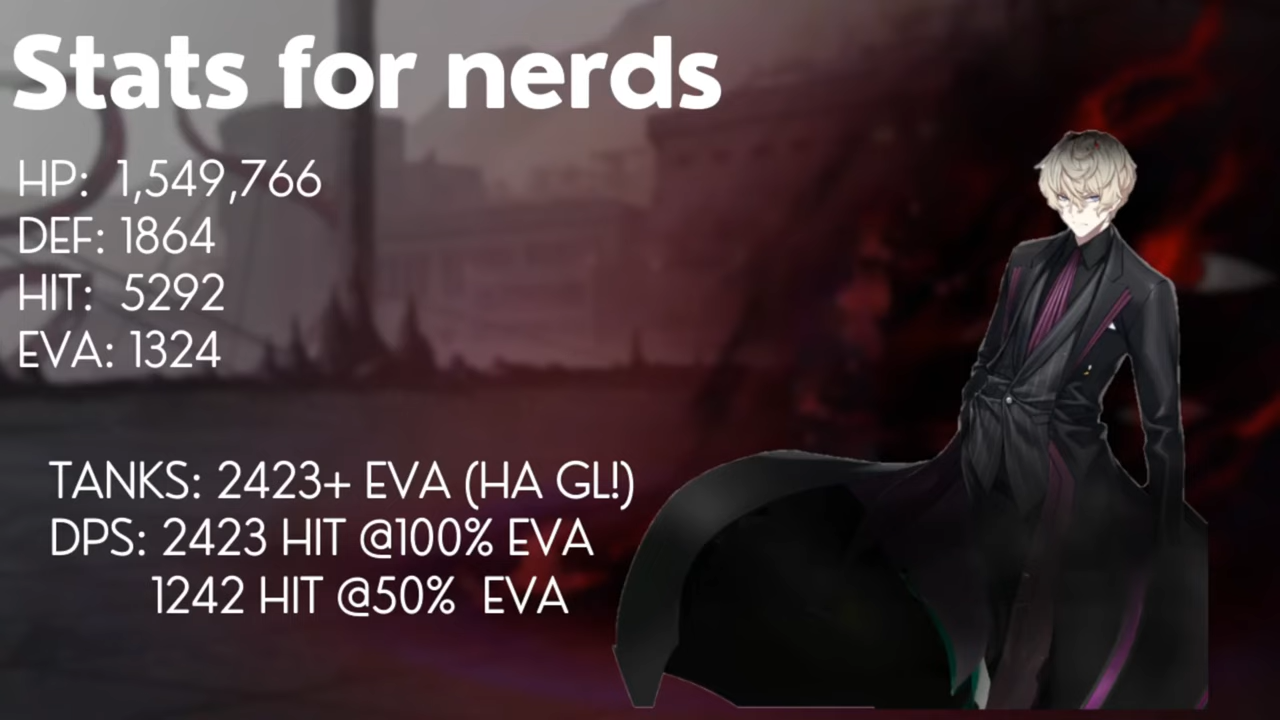 Stats for nerds
HP: 1,549,766
DEF: 1864
HIT: 5292
EVA: 1324
TANKS: 2423+ EVA (HA GL!)
DPS: 2423 HIT @100% EVA
1242 HIT @50% EVA